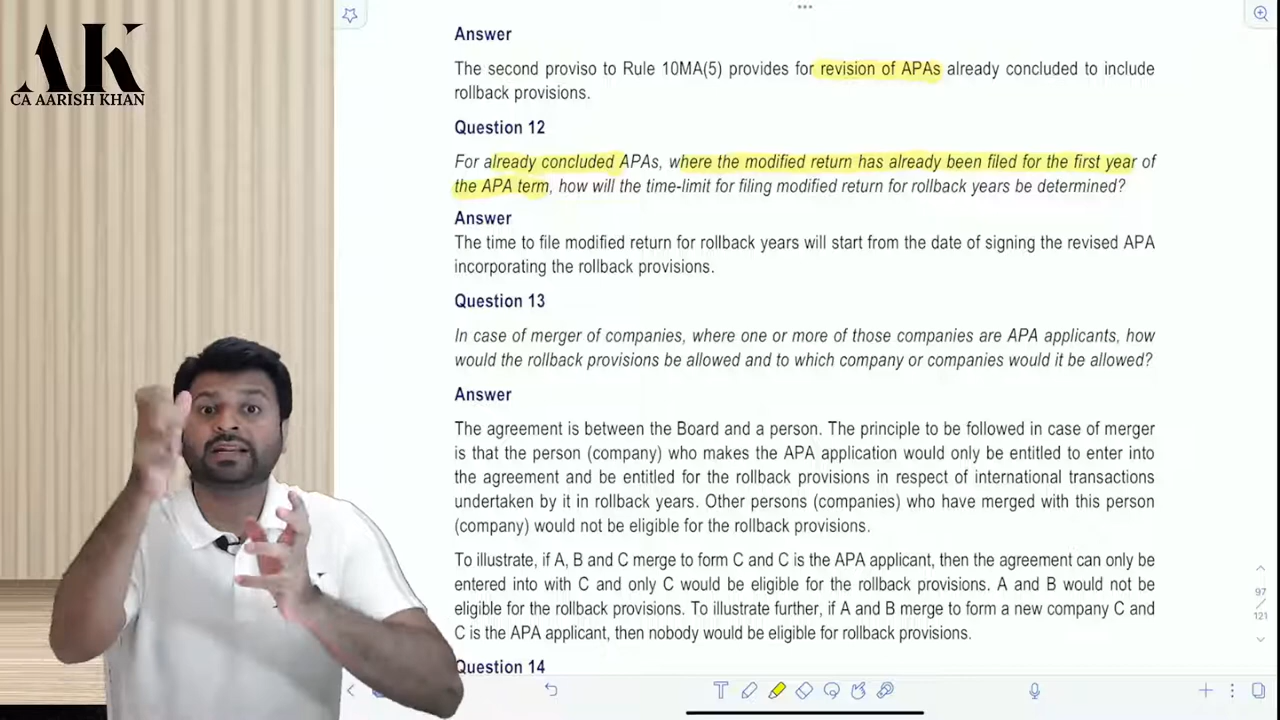 AK
CA AARISH KHAN
Answer
The second proviso to Rule 10MA(5) provides for revision of APAs already concluded to include
rollback provisions.
Question 12
For already concluded APAs, where the modified return has already been filed for the first year of
the APA term, how will the time-limit for filing modified return for rollback years be determined?
Answer
The time to file modified return for rollback years will start from the date of signing the revised APA
incorporating the rollback provisions.
Question 13
In case of merger of companies, where one or more of those companies are APA applicants, how
would the rollback provisions be allowed and to which company or companies would it be allowed?
Answer
The agreement is between the Board and a person. The principle to be followed in case of merger
is that the person (company) who makes the APA application would only be entitled to enter into
the agreement and be entitled for the rollback provisions in respect of international transactions
undertaken by it in rollback years. Other persons (companies) who have merged with this person
(company) would not be eligible for the rollback provisions.
To illustrate, if A, B and C merge to form C and C is the APA applicant, then the agreement can only be
entered into with C and only C would be eligible for the rollback provisions. A and B would not be
eligible for the rollback provisions. To illustrate further, if A and B merge to form a new company C and
C is the APA applicant, then nobody would be eligible for rollback provisions.
Question 14
97
/
121
T